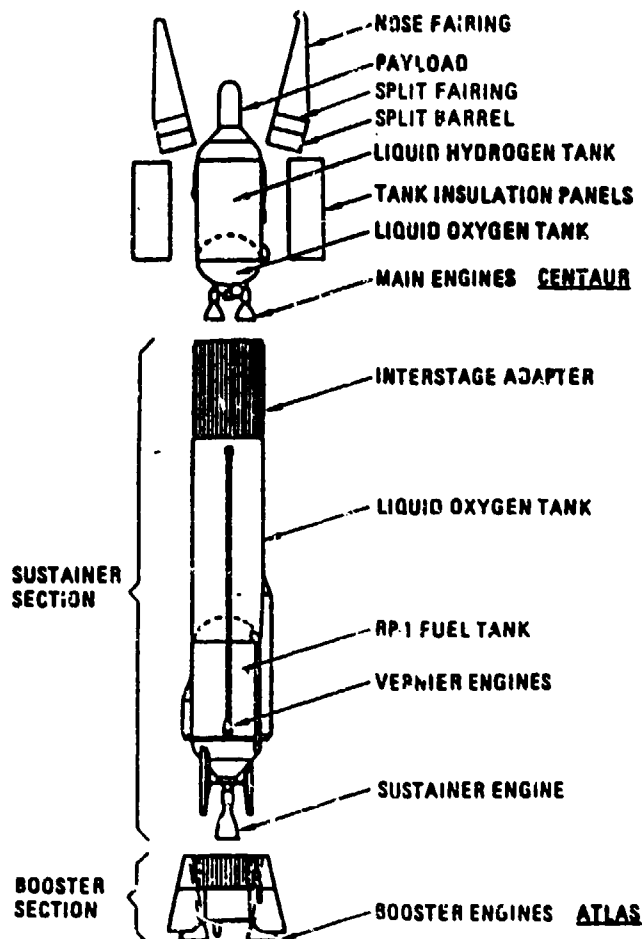 NOSE FAIRING
PAYLOAD
SPLIT FAIRING
SPLIT BARREL
LIQUID HYDROGEN TANK
TANK INSULATION PANELS
LIQUID OXYGEN TANK
MAIN ENGINES CENTAUR
INTERSTAGE ADAPTER
LIQUID OXYGEN TANK
SUSTAINER
SECTION
RP-1 FUEL TANK
VERNIER ENGINES
SUSTAINER ENGINE
BOOSTER
SECTION
BOOSTER ENGINES ATLAS